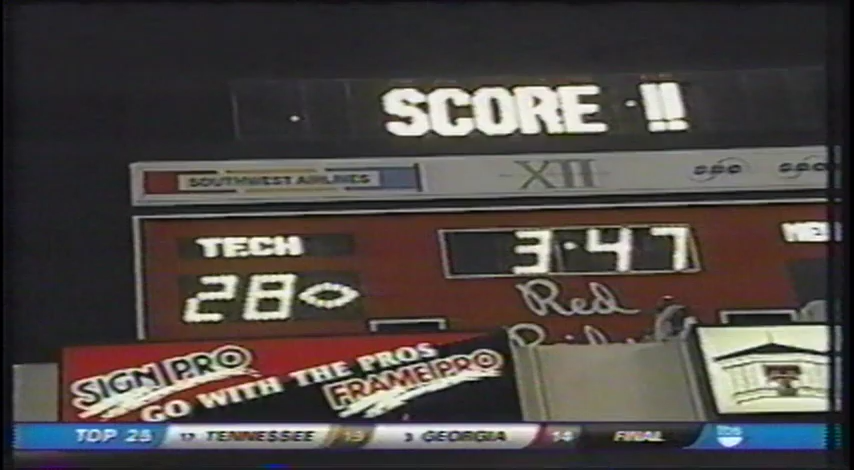 SCORE !!
SOUTHWEST AIRLINES XII
TECH 3:47
28
Red
SIGN PRO
GO WITH THE PROS
FRAME PRO
TOP 25 17 TENNESSEE 3 GEORGIA 14 FINAL tbs